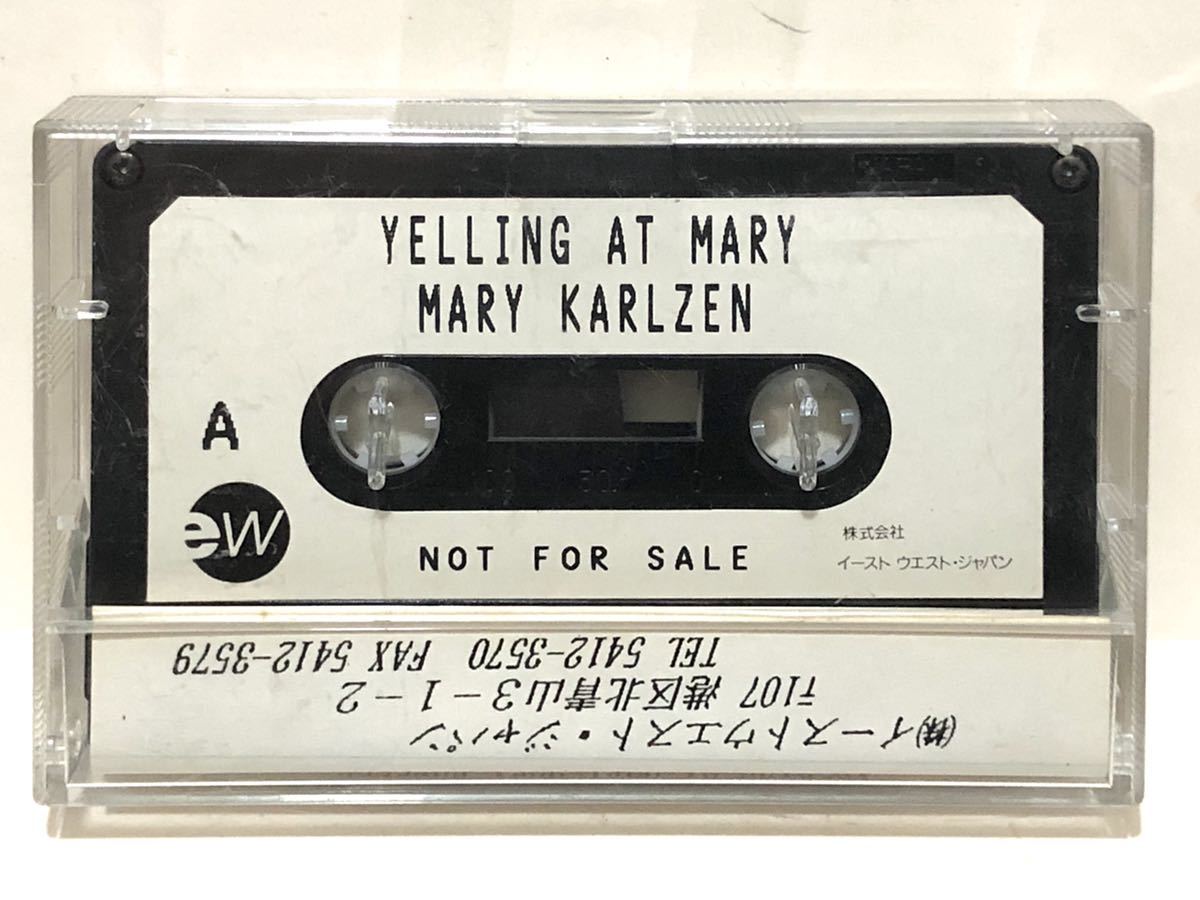 YELLING AT MARY
MARY KARLZEN
A
ew
NOT FOR SALE
株式会社
イースト ウエスト・ジャパン
㈱イーストウエスト・ジャパン
〒107 港区北青山3-1-2
TEL 5412-3570 FAX 5412-3579